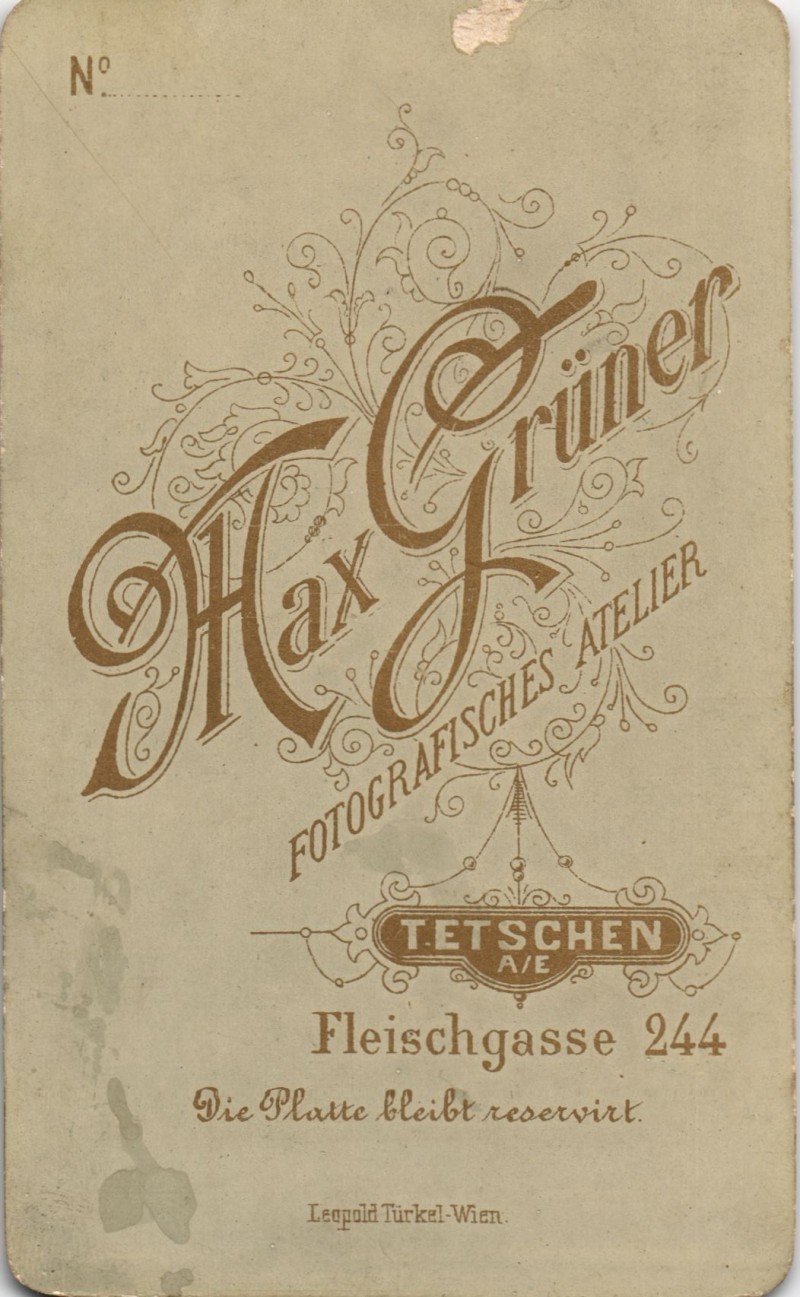 Nº
Max Grüner
FOTOGRAFISCHES ATELIER
TETSCHEN
A/E
Fleischgasse 244
Die Platte bleibt reservirt.
Leopold Türkel-Wien.